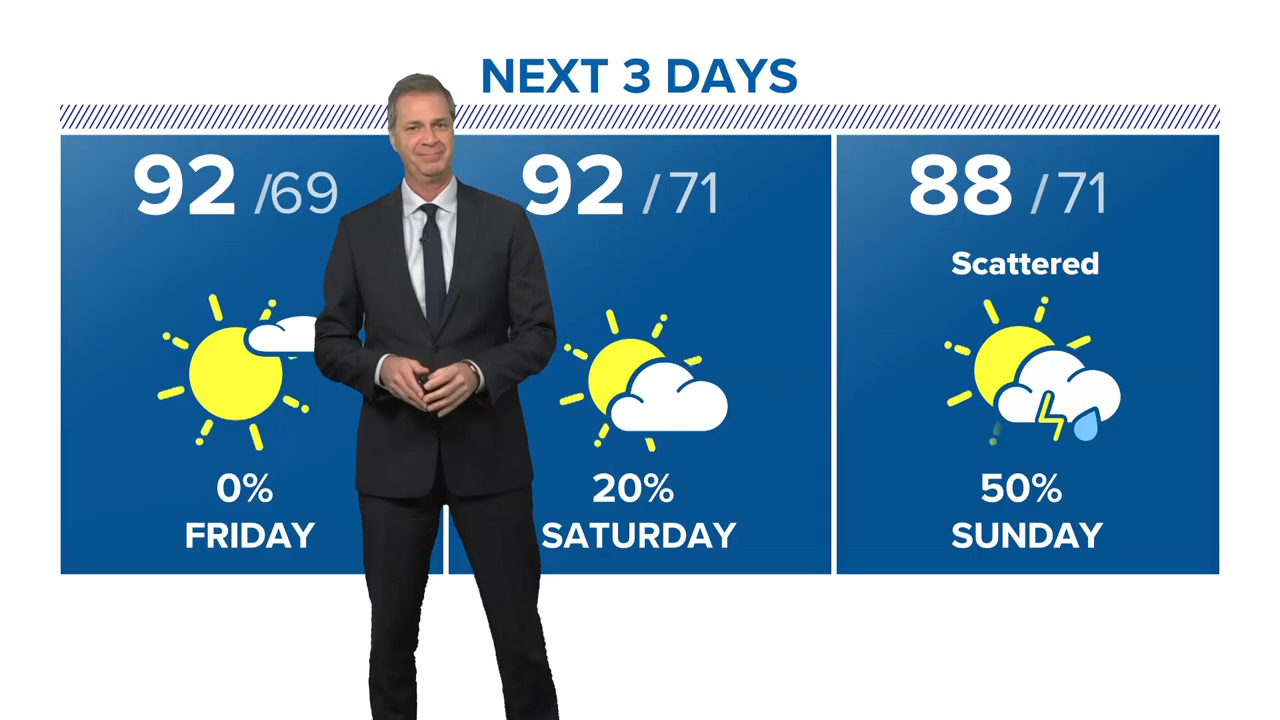 NEXT 3 DAYS
92 /69
92 / 71
88 / 71
Scattered
0%
20%
50%
FRIDAY
SATURDAY
SUNDAY